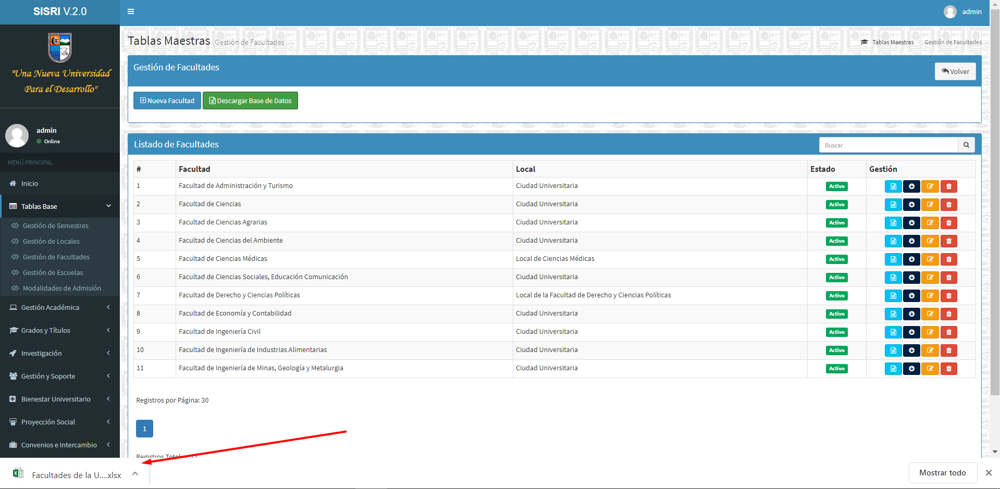 SISRI V.2.0
admin
"Una Nueva Universidad
Para el Desarrollo"
admin
Online
MENÚ PRINCIPAL
Inicio
Tablas Base
Gestión de Semestres
Gestión de Locales
Gestión de Facultades
Gestión de Escuelas
Modalidades de Admisión
Gestión Académica
Grados y Títulos
Investigación
Gestión y Soporte
Bienestar Universitario
Proyección Social
Convenios e Intercambio
Tablas Maestras Gestión de Facultades
Tablas Maestras > Gestión de Facultades
Gestión de Facultades
Volver
Nueva Facultad Descargar Base de Datos
Listado de Facultades
Buscar
# Facultad Local Estado Gestión
1 Facultad de Administración y Turismo Ciudad Universitaria Activo
2 Facultad de Ciencias Ciudad Universitaria Activo
3 Facultad de Ciencias Agrarias Ciudad Universitaria Activo
4 Facultad de Ciencias del Ambiente Ciudad Universitaria Activo
5 Facultad de Ciencias Médicas Local de Ciencias Médicas Activo
6 Facultad de Ciencias Sociales, Educación Comunicación Ciudad Universitaria Activo
7 Facultad de Derecho y Ciencias Políticas Local de la Facultad de Derecho y Ciencias Políticas Activo
8 Facultad de Economía y Contabilidad Ciudad Universitaria Activo
9 Facultad de Ingeniería Civil Ciudad Universitaria Activo
10 Facultad de Ingeniería de Industrias Alimentarias Ciudad Universitaria Activo
11 Facultad de Ingeniería de Minas, Geología y Metalurgia Ciudad Universitaria Activo
Registros por Página: 30
1
Registros
Facultades de la U....xlsx
Mostrar todo